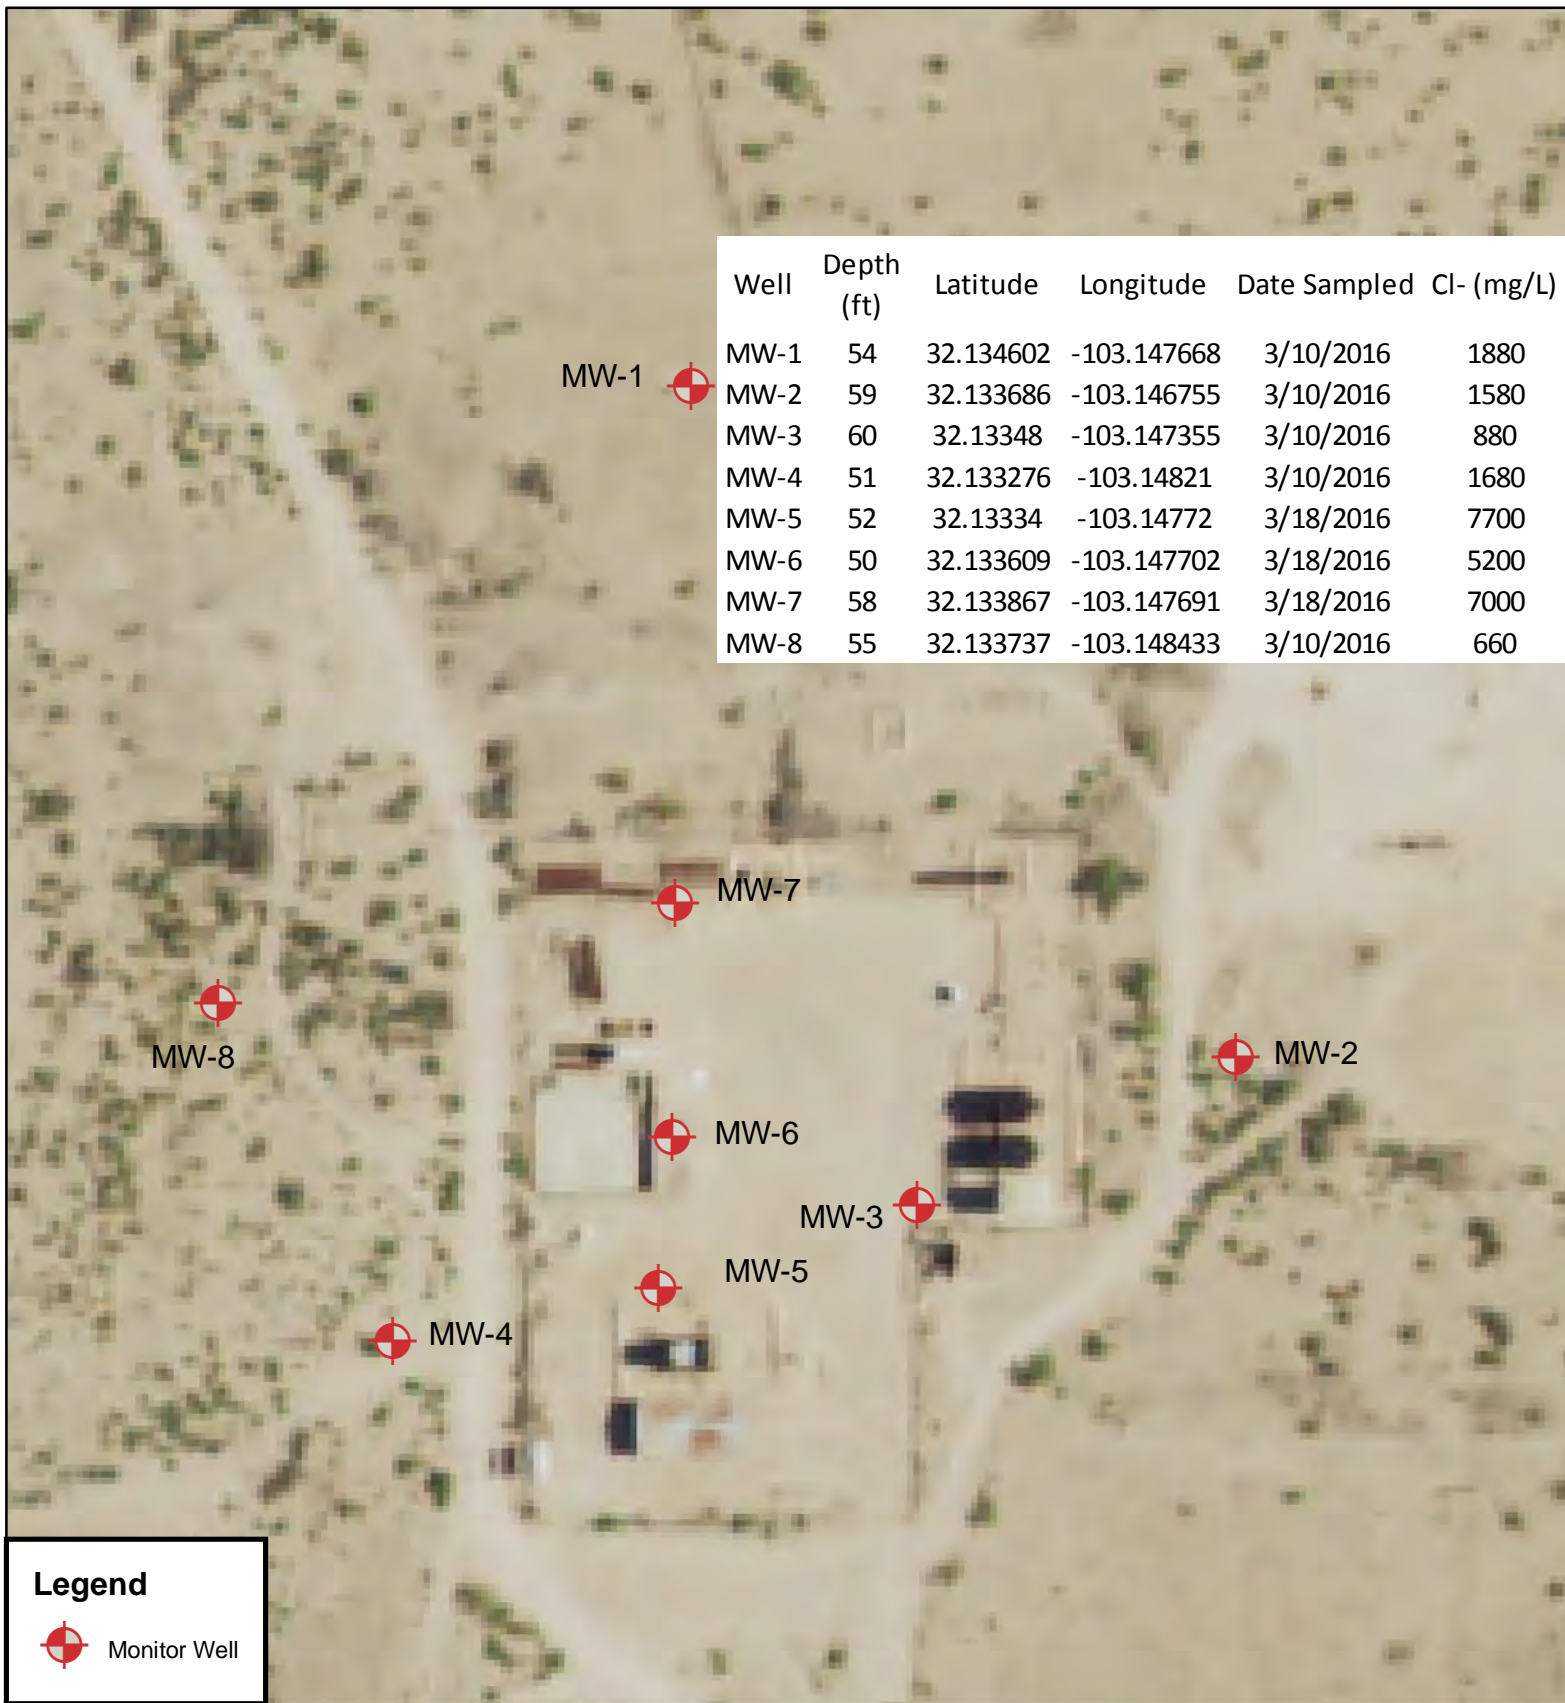 Well Depth (ft) Latitude Longitude Date Sampled Cl- (mg/L)
MW-1 54 32.134602 -103.147668 3/10/2016 1880
MW-2 59 32.133686 -103.146755 3/10/2016 1580
MW-3 60 32.13348 -103.147355 3/10/2016 880
MW-4 51 32.133276 -103.14821 3/10/2016 1680
MW-5 52 32.13334 -103.14772 3/18/2016 7700
MW-6 50 32.133609 -103.147702 3/18/2016 5200
MW-7 58 32.133867 -103.147691 3/18/2016 7000
MW-8 55 32.133737 -103.148433 3/10/2016 660
MW-1
MW-7
MW-8
MW-2
MW-6
MW-3
MW-5
MW-4
Legend
Monitor Well